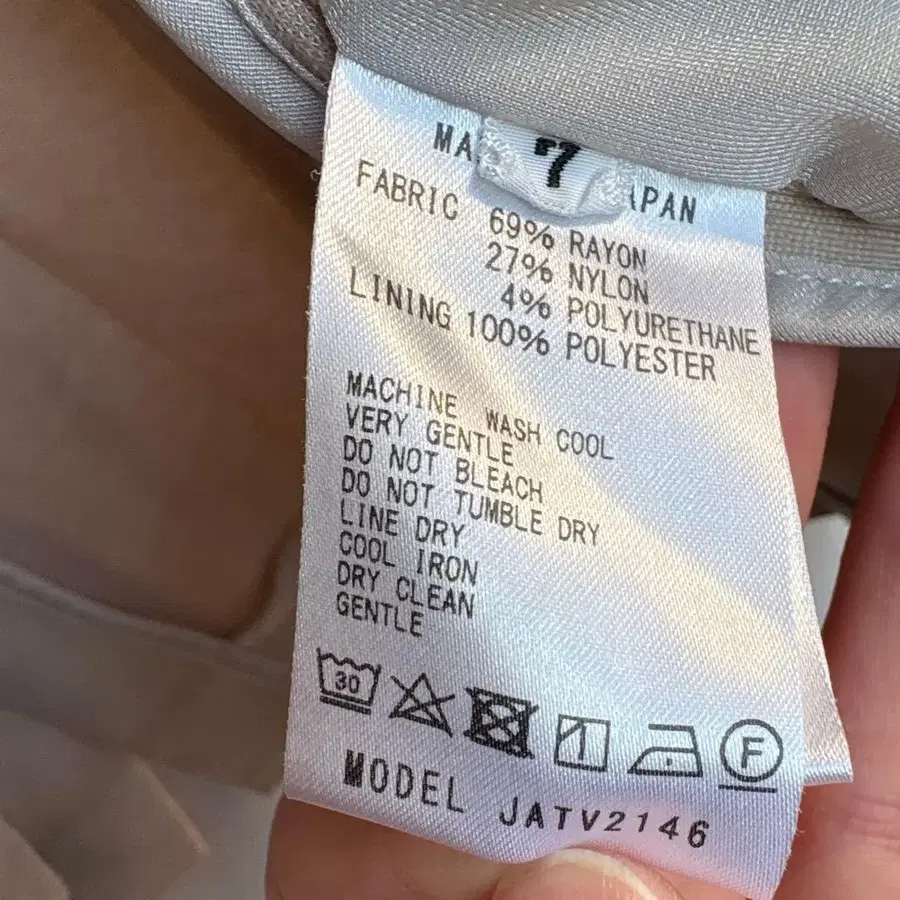 7
MA APAN
FABRIC 69% RAYON
27% NYLON
4% POLYURETHANE
LINING 100% POLYESTER
MACHINE WASH COOL
VERY GENTLE
DO NOT BLEACH
DO NOT TUMBLE DRY
LINE DRY
COOL IRON
DRY CLEAN
GENTLE
30 F
MODEL JATV2146